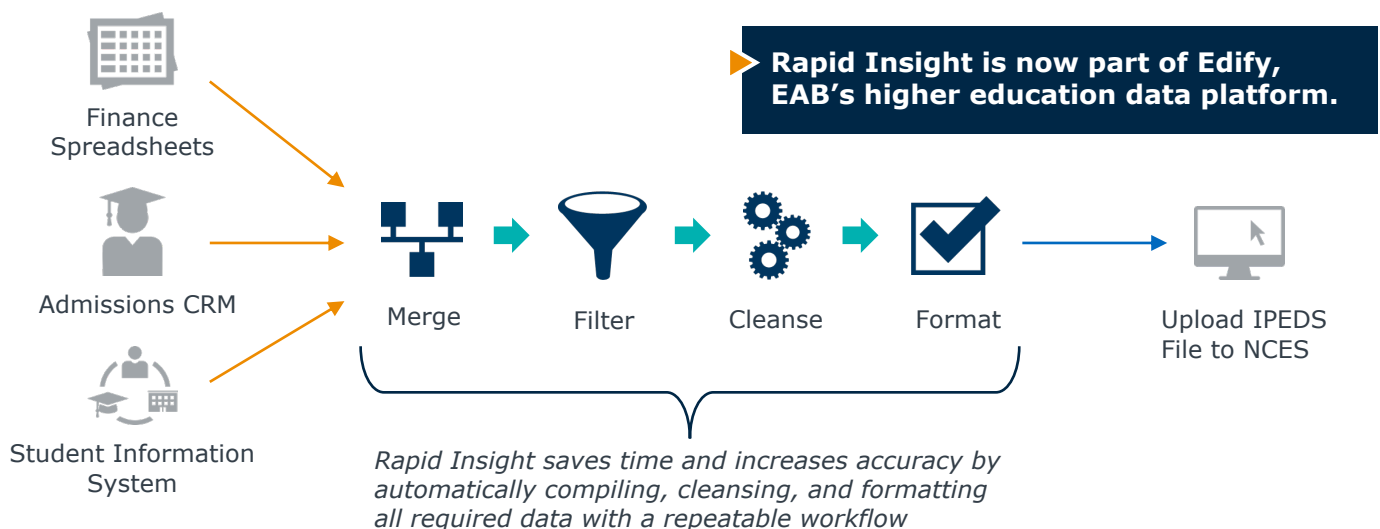 Rapid Insight is now part of Edify,
EAB's higher education data platform.
Finance
Spreadsheets
Admissions CRM
Student Information
System
Merge
Filter
Cleanse
Format
Upload IPEDS
File to NCES
Rapid Insight saves time and increases accuracy by
automatically compiling, cleansing, and formatting
all required data with a repeatable workflow